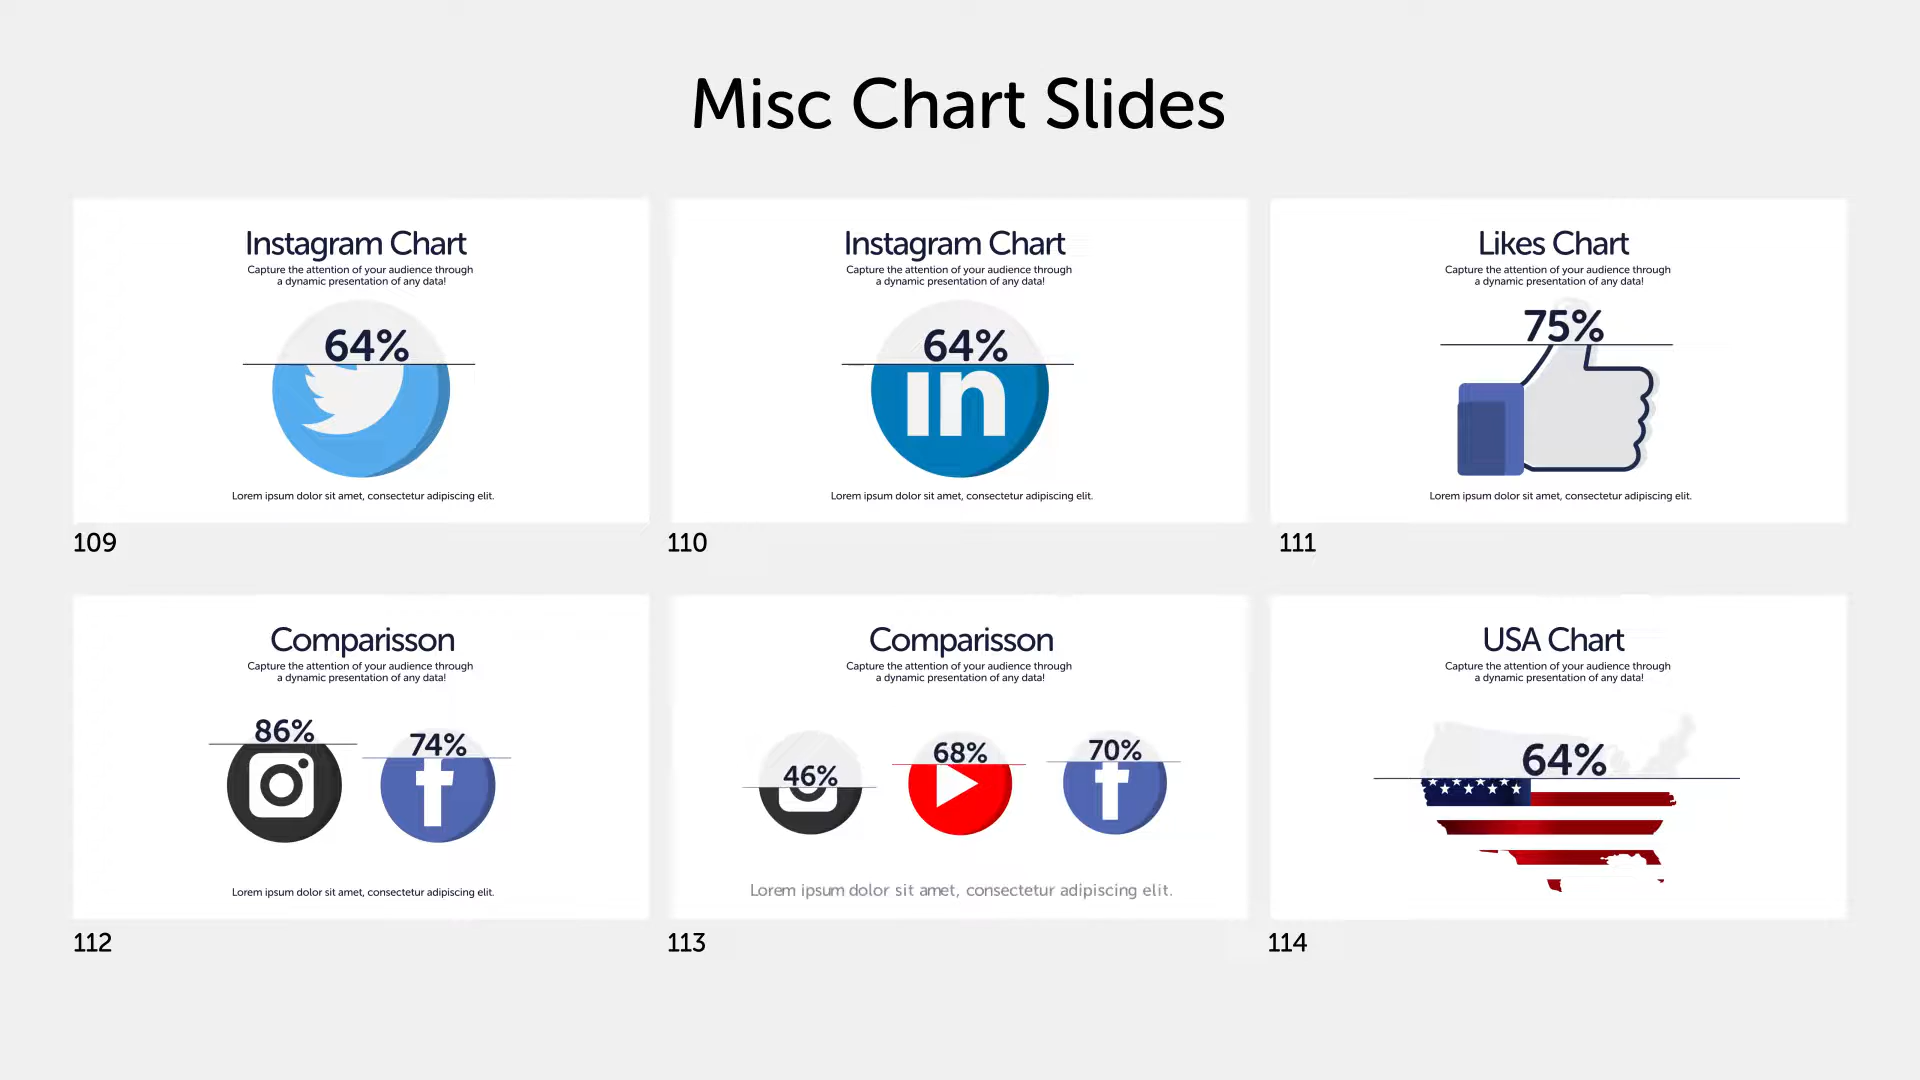 Misc Chart Slides
Instagram Chart
Capture the attention of your audience through
a dynamic presentation of any data!
64%
Lorem ipsum dolor sit amet, consectetur adipiscing elit.
109
Instagram Chart
Capture the attention of your audience through
a dynamic presentation of any data!
64%
in
Lorem ipsum dolor sit amet, consectetur adipiscing elit.
110
Likes Chart
Capture the attention of your audience through
a dynamic presentation of any data!
75%
Lorem ipsum dolor sit amet, consectetur adipiscing elit.
111
Comparisson
Capture the attention of your audience through
a dynamic presentation of any data!
86%
74%
f
Lorem ipsum dolor sit amet, consectetur adipiscing elit.
112
Comparisson
Capture the attention of your audience through
a dynamic presentation of any data!
46%
68%
70%
f
Lorem ipsum dolor sit amet, consectetur adipiscing elit.
113
USA Chart
Capture the attention of your audience through
a dynamic presentation of any data!
64%
114